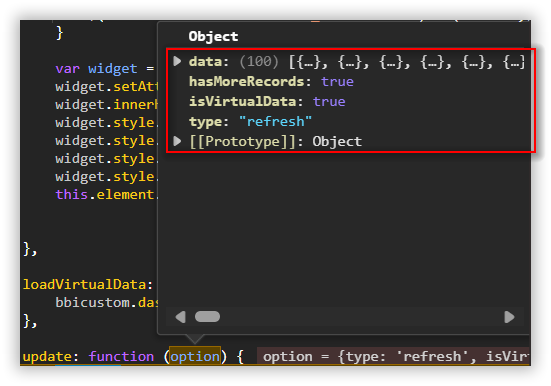 }
Object
data: (100) [{…}, {…}, {…}, {…}, {…}, {…}
hasMoreRecords: true
isVirtualData: true
type: "refresh"
[[Prototype]]: Object
var widget =
widget.setAt
widget.innerh
widget.style.
widget.style.
widget.style.
widget.style.
this.element.
},
loadVirtualData:
bbicustom.das
},
update: function (option) { option = {type: 'refresh', isVirt